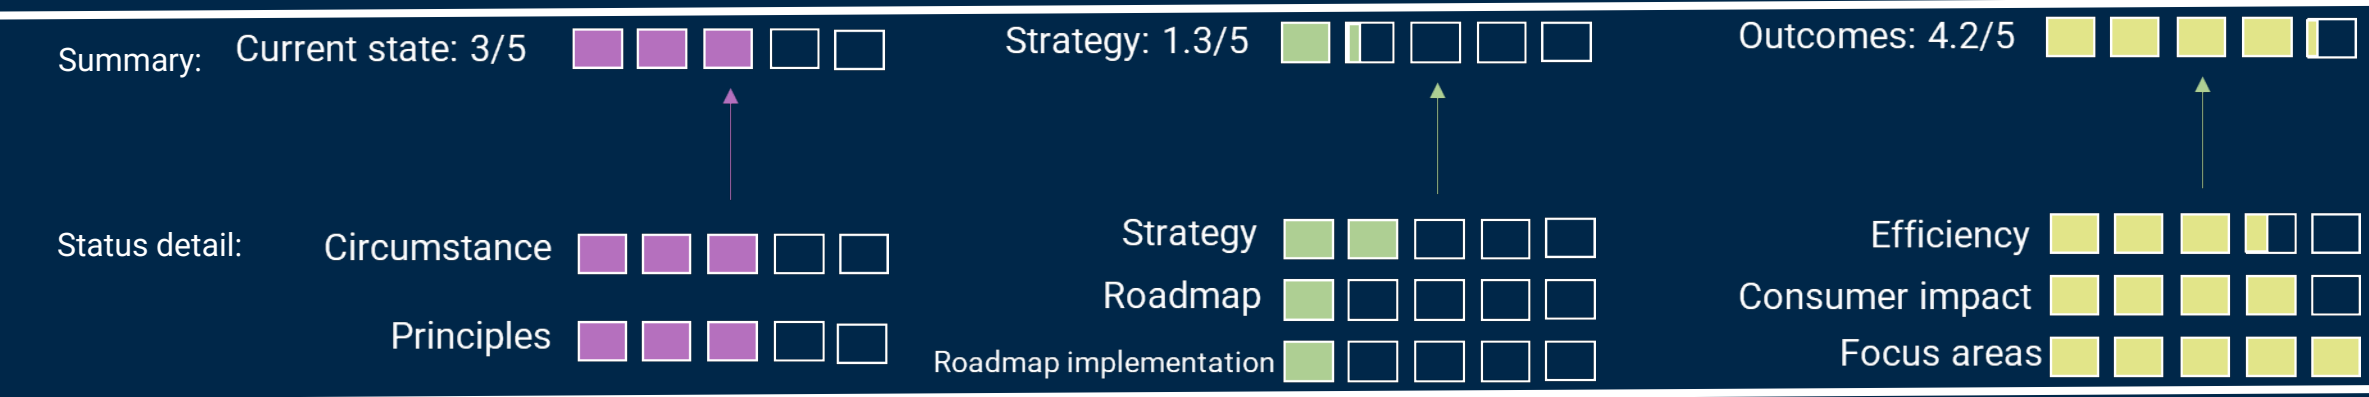 Summary:
Current state: 3/5
Strategy: 1.3/5
Outcomes: 4.2/5
Status detail:
Circumstance
Principles
Strategy
Roadmap
Roadmap implementation
Efficiency
Consumer impact
Focus areas